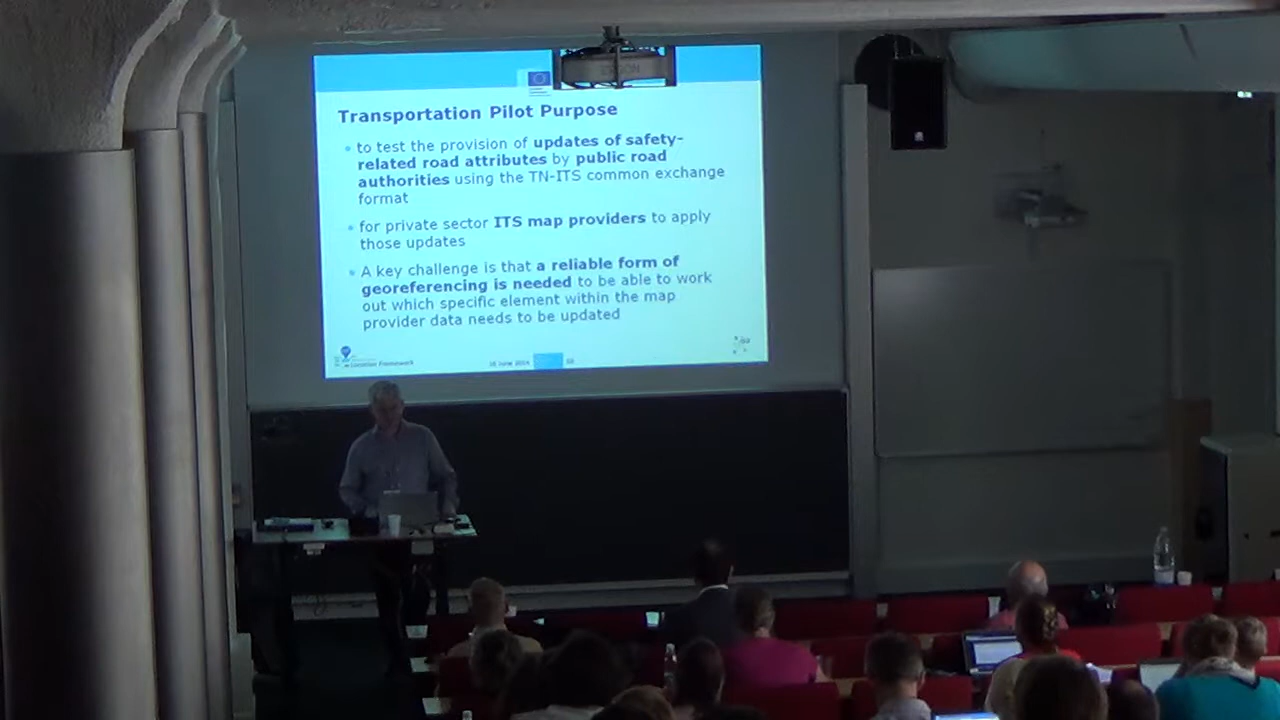 Transportation Pilot Purpose
• to test the provision of updates of safety-
related road attributes by public road
authorities using the TN-ITS common exchange
format
• for private sector ITS map providers to apply
those updates
• A key challenge is that a reliable form of
georeferencing is needed to be able to work
out which specific element within the map
provider data needs to be updated
Location Framework